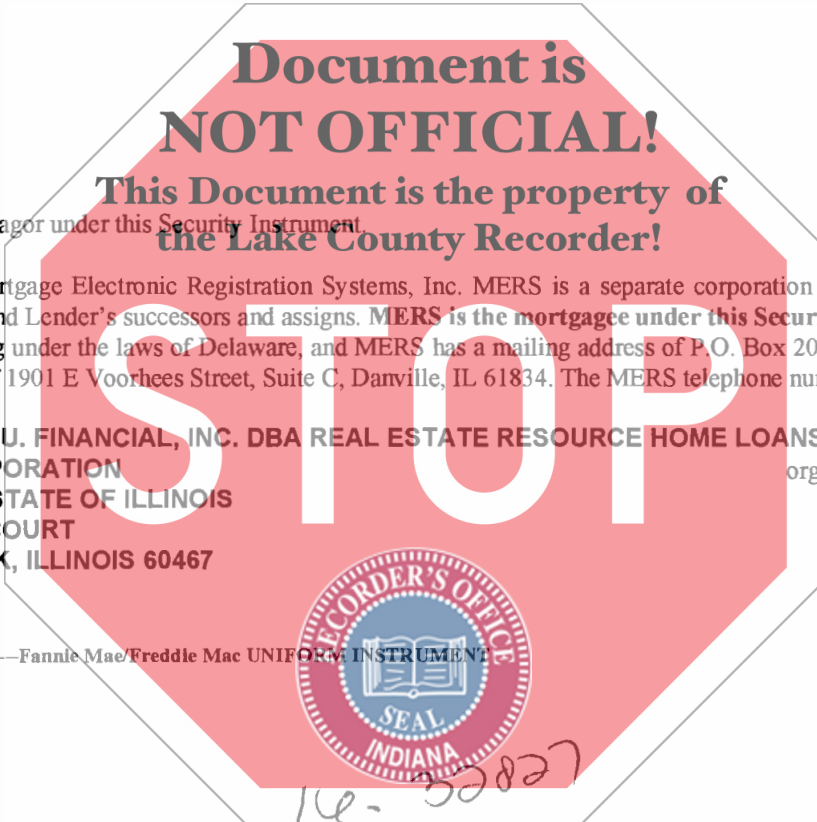 Document is
NOT OFFICIAL!
This Document is the property of
the Lake County Recorder!
agor under this Security Instrument.
rtgage Electronic Registration Systems, Inc. MERS is a separate corporation
nd Lender's successors and assigns. MERS is the mortgagee under this Secur
g under the laws of Delaware, and MERS has a mailing address of P.O. Box 20
f 1901 E Voorhees Street, Suite C, Danville, IL 61834. The MERS telephone nu
U. FINANCIAL, INC. DBA REAL ESTATE RESOURCE HOME LOANS
PORATION org
STATE OF ILLINOIS
COURT
K, ILLINOIS 60467
STOP
—Fannie Mae/Freddie Mac UNIFORM INSTRUMENT
RECORDER'S OFFICE
SEAL
INDIANA